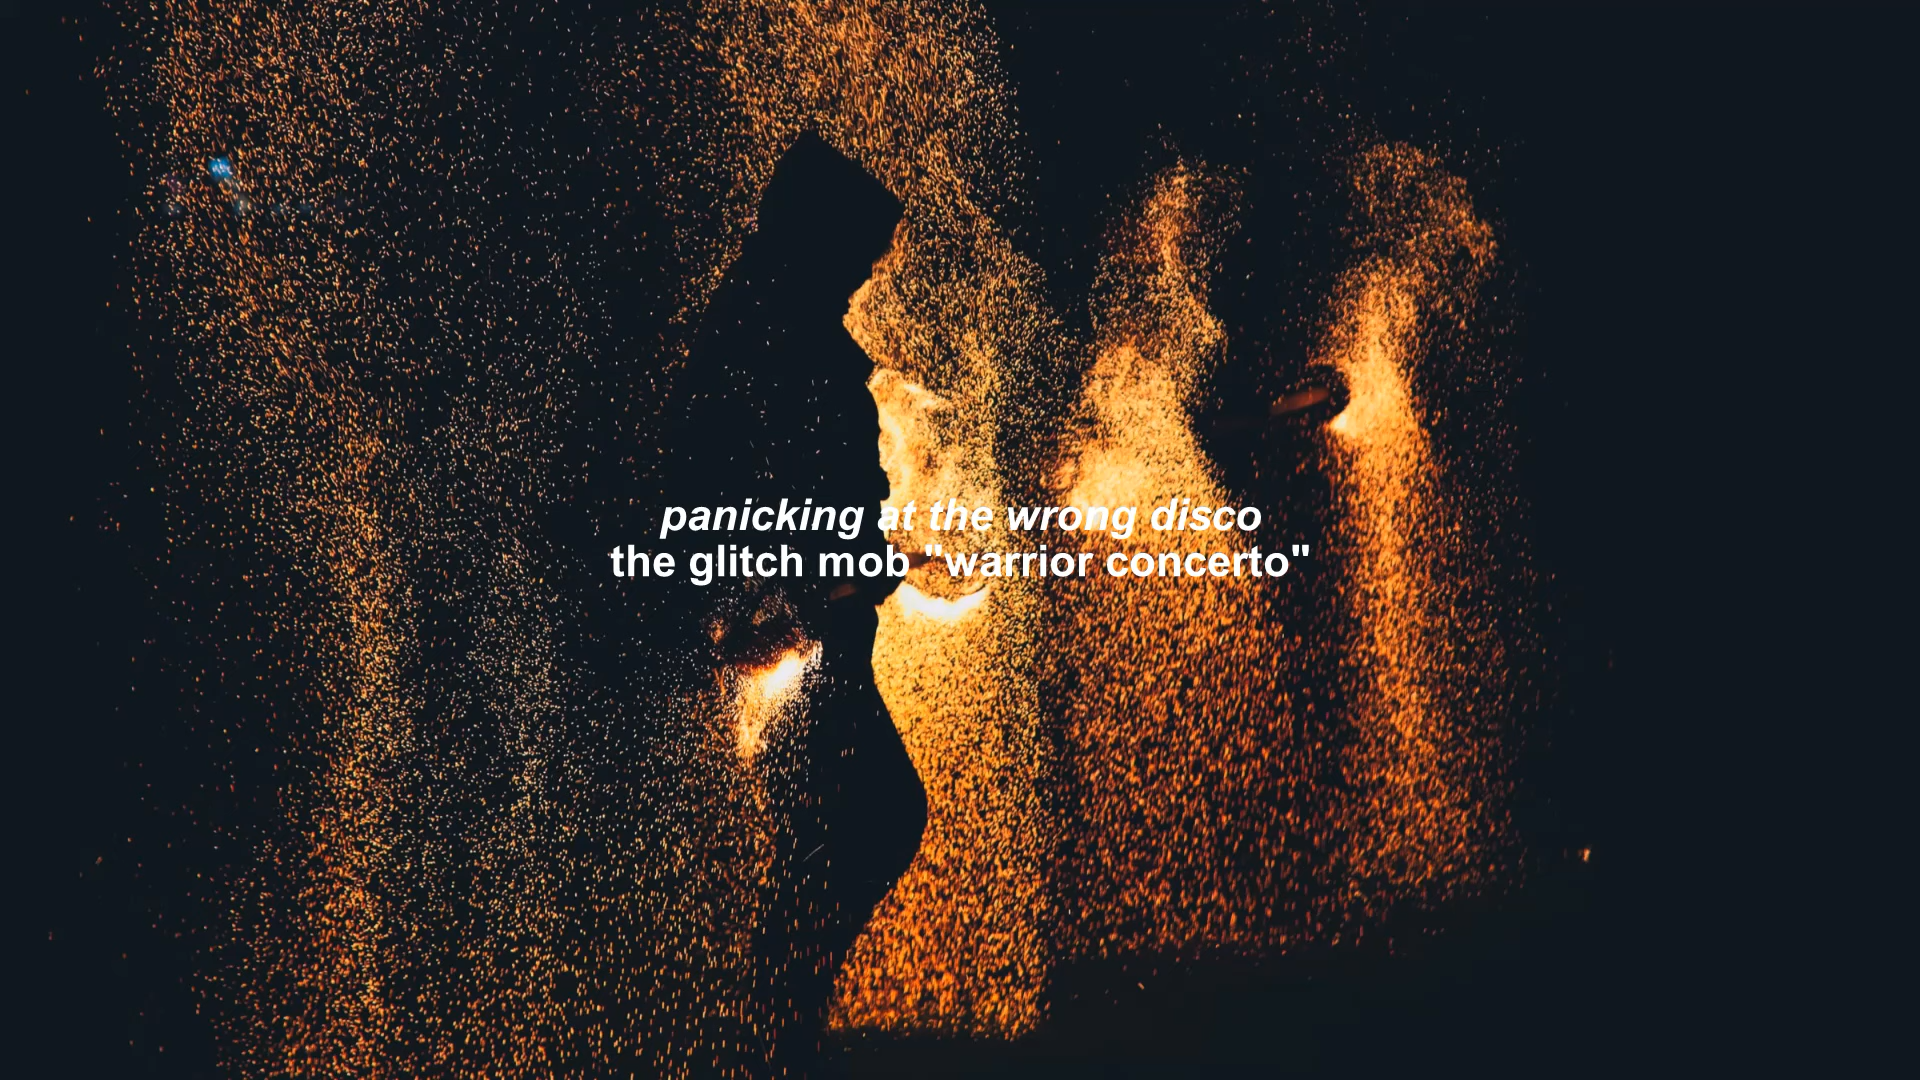 panicking at the wrong disco
the glitch mob "warrior concerto"